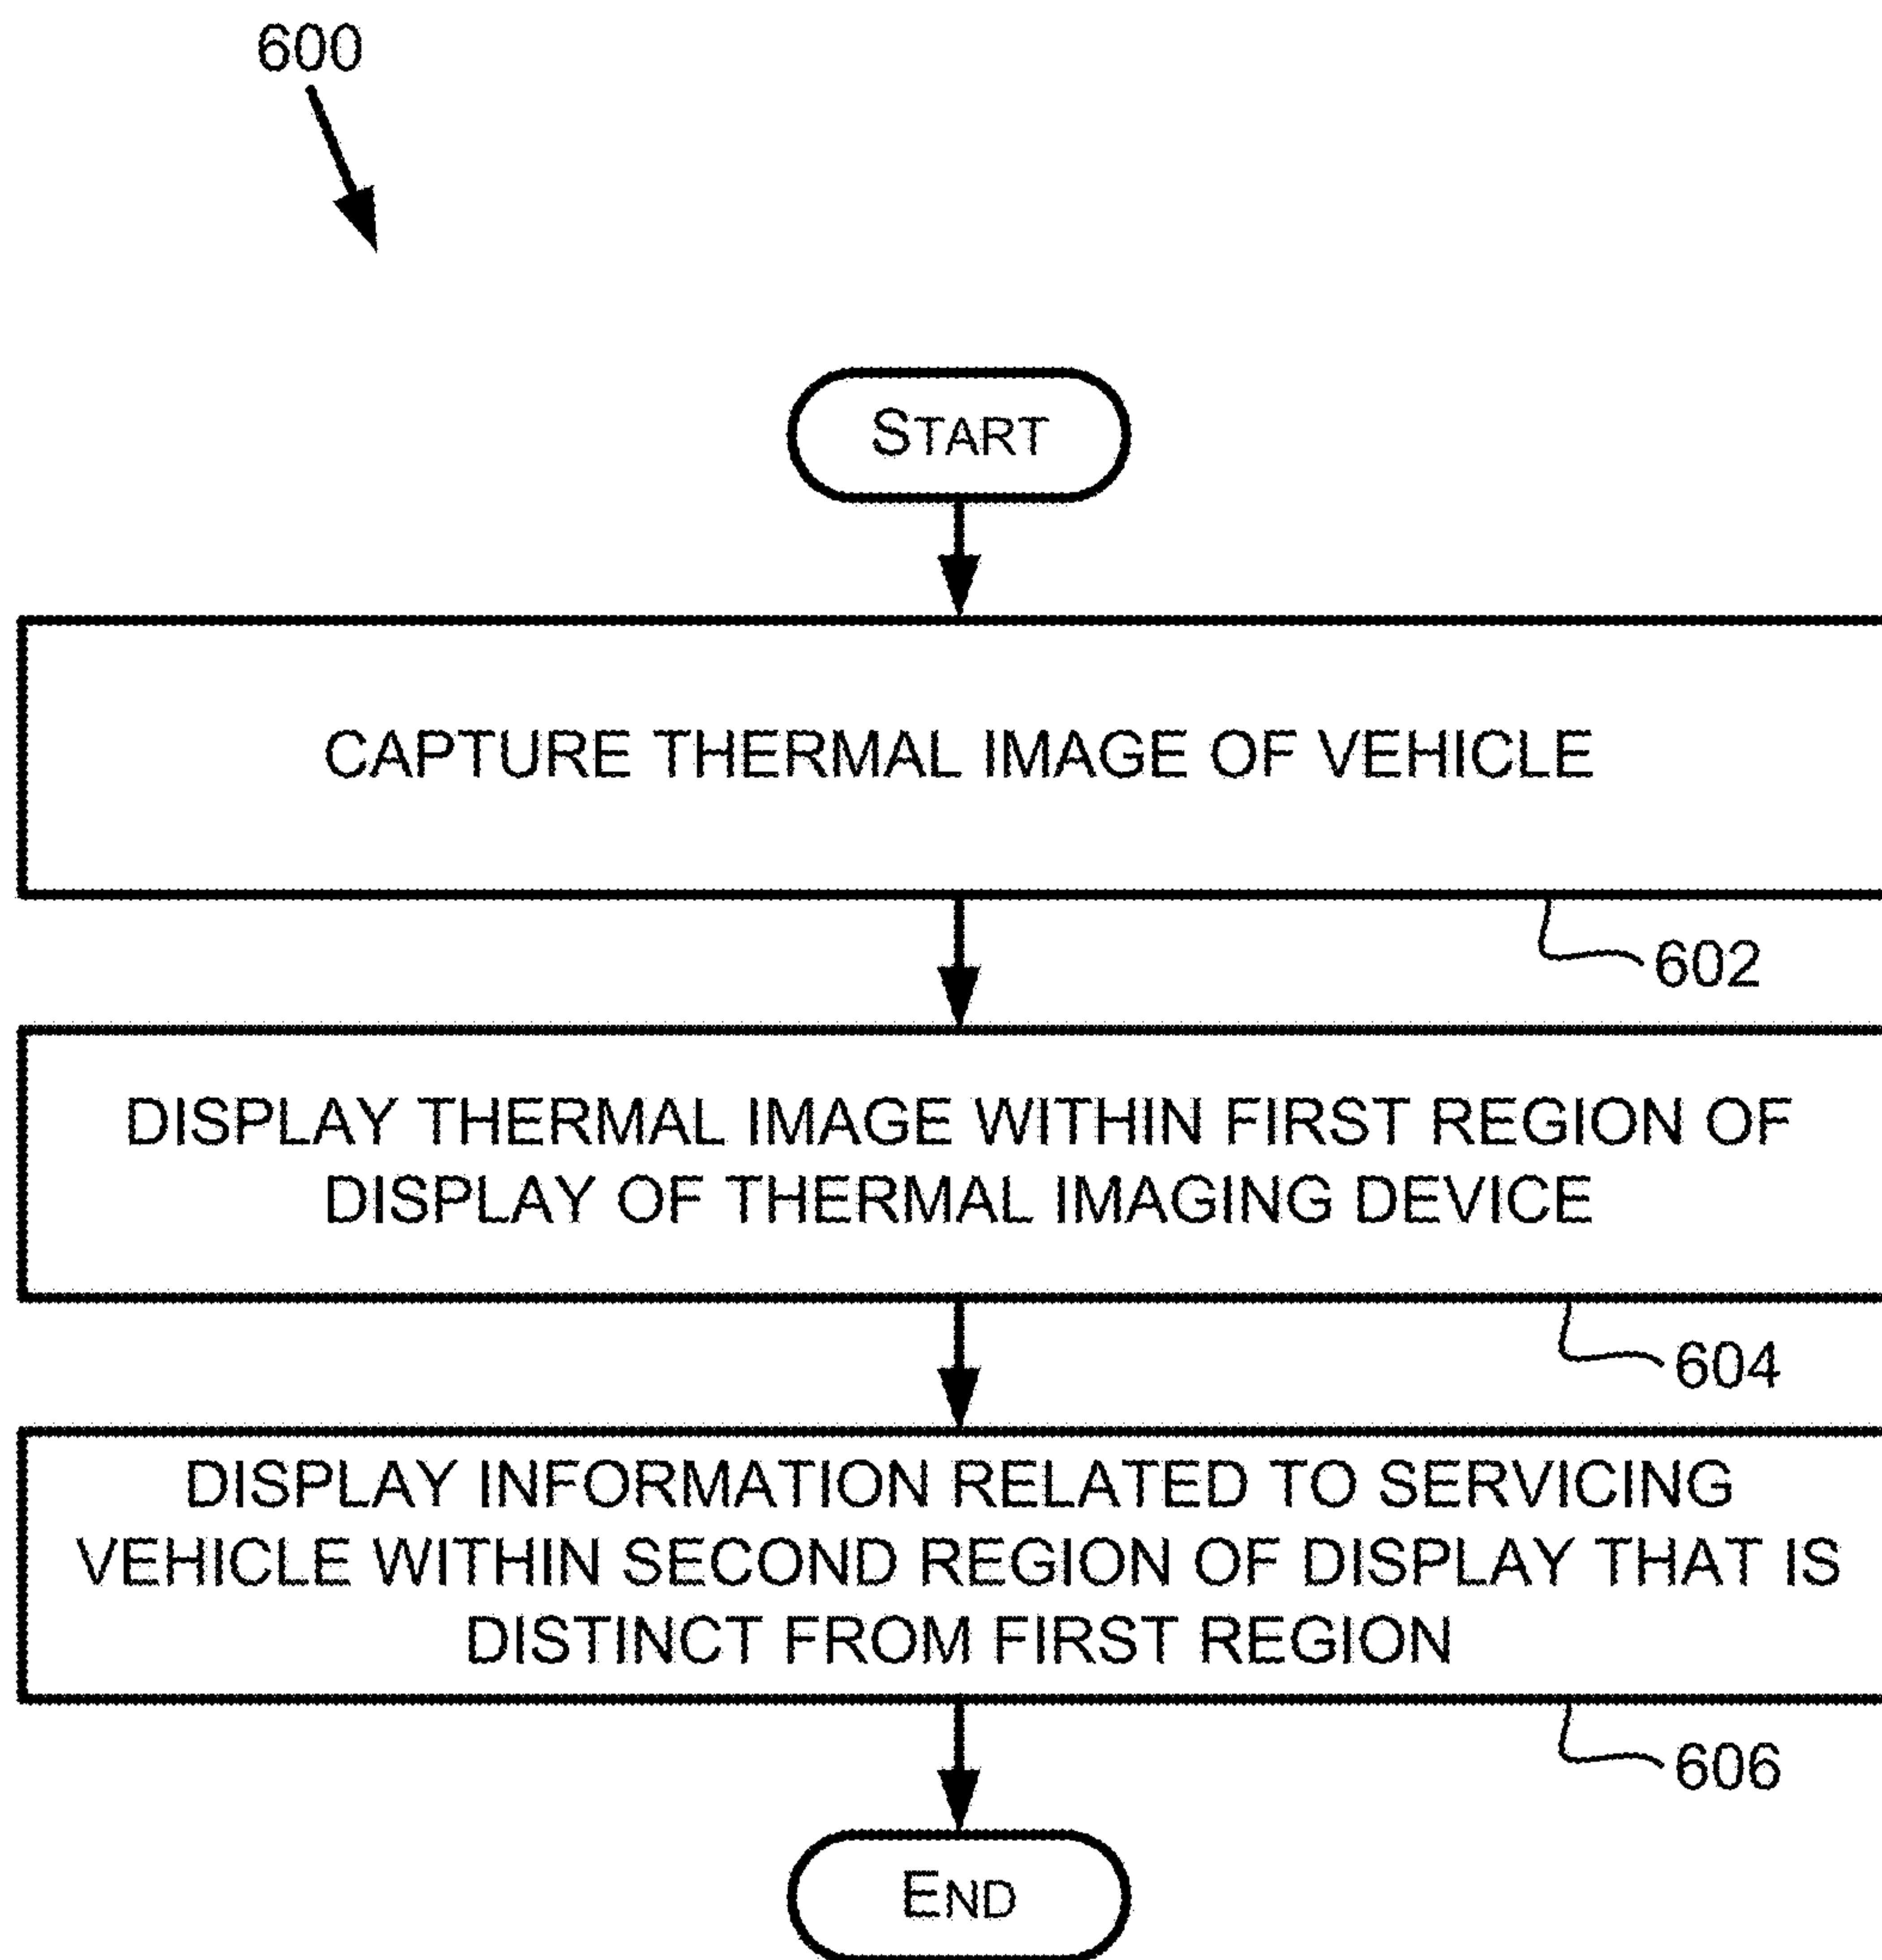 600
START
CAPTURE THERMAL IMAGE OF VEHICLE
602
DISPLAY THERMAL IMAGE WITHIN FIRST REGION OF
DISPLAY OF THERMAL IMAGING DEVICE
604
DISPLAY INFORMATION RELATED TO SERVICING
VEHICLE WITHIN SECOND REGION OF DISPLAY THAT IS
DISTINCT FROM FIRST REGION
606
END